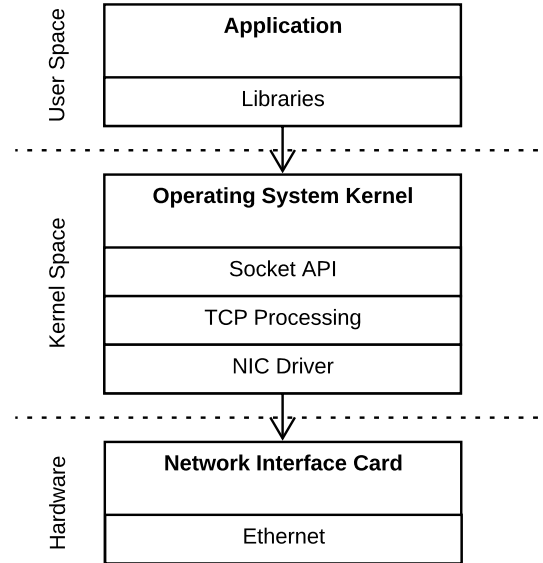 User Space
Application
Libraries
Kernel Space
Operating System Kernel
Socket API
TCP Processing
NIC Driver
Hardware
Network Interface Card
Ethernet